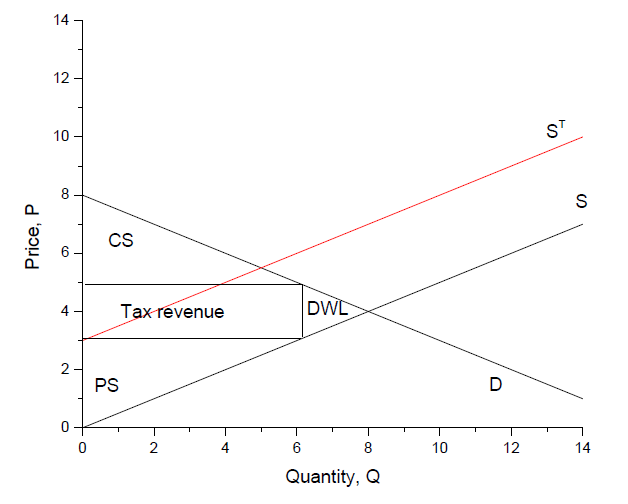 14
12
10
8
6
4
2
0
Price, P
S^T
S
CS
Tax revenue
DWL
PS
D
0 2 4 6 8 10 12 14
Quantity, Q